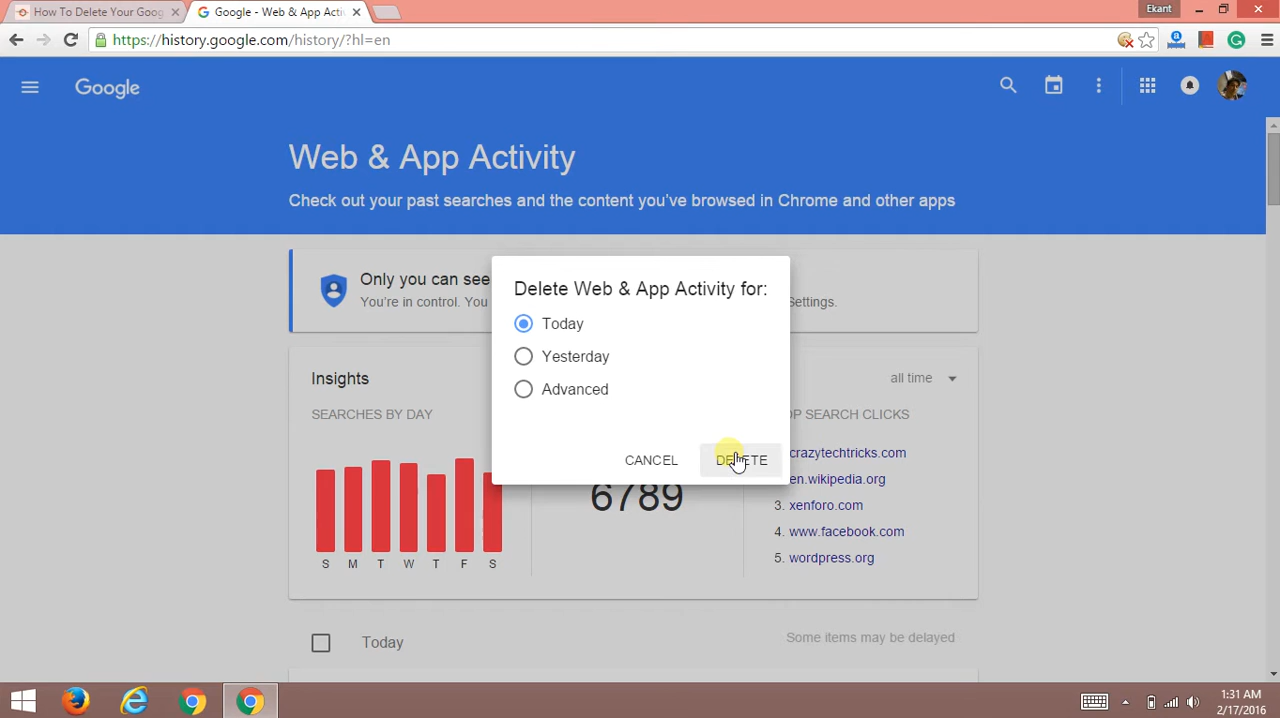 How To Delete Your Goog
Google - Web & App Activi
Ekant
https://history.google.com/history/?hl=en
Google
Web & App Activity
Check out your past searches and the content you've browsed in Chrome and other apps
Only you can see
You're in control. You
Settings.
Delete Web & App Activity for:
Today
Yesterday
Advanced
CANCEL
DELETE
Insights
all time
SEARCHES BY DAY
OP SEARCH CLICKS
S M T W T F S
6789
crazytechtricks.com
en.wikipedia.org
3. xenforo.com
4. www.facebook.com
5. wordpress.org
Today
Some items may be delayed
1:31 AM
2/17/2016